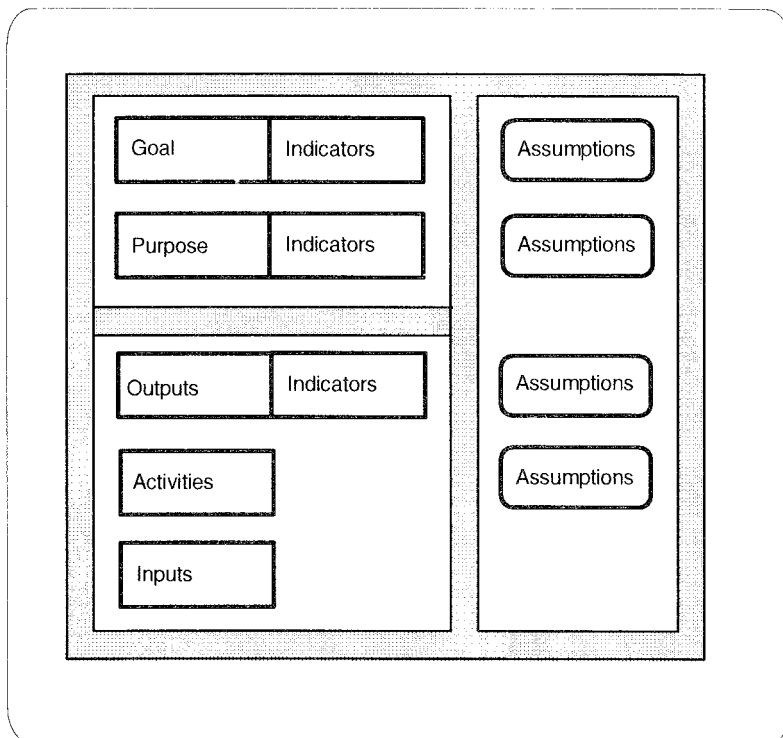 Goal Indicators Assumptions
Purpose Indicators Assumptions
Outputs Indicators Assumptions
Activities Assumptions
Inputs